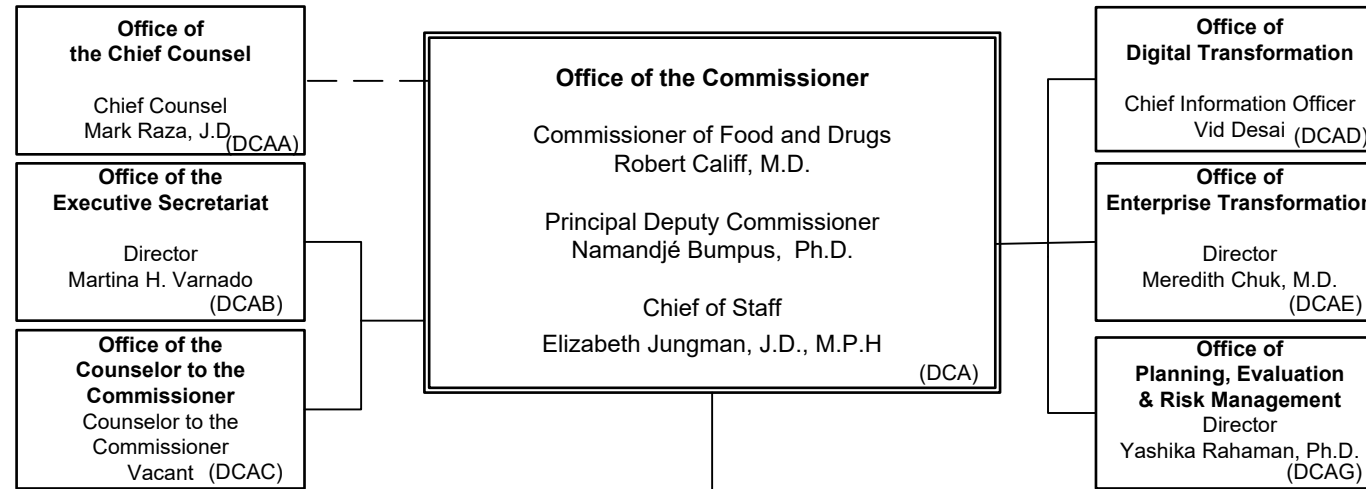 Office of
the Chief Counsel
Chief Counsel
Mark Raza, J.D.
(DCAA)
Office of the
Executive Secretariat
Director
Martina H. Varnado
(DCAB)
Office of the
Counselor to the
Commissioner
Counselor to the
Commissioner
Vacant (DCAC)
Office of the Commissioner
Commissioner of Food and Drugs
Robert Califf, M.D.
Principal Deputy Commissioner
Namandjé Bumpus, Ph.D.
Chief of Staff
Elizabeth Jungman, J.D., M.P.H
(DCA)
Office of
Digital Transformation
Chief Information Officer
Vid Desai (DCAD)
Office of
Enterprise Transformation
Director
Meredith Chuk, M.D.
(DCAE)
Office of
Planning, Evaluation
& Risk Management
Director
Yashika Rahaman, Ph.D.
(DCAG)